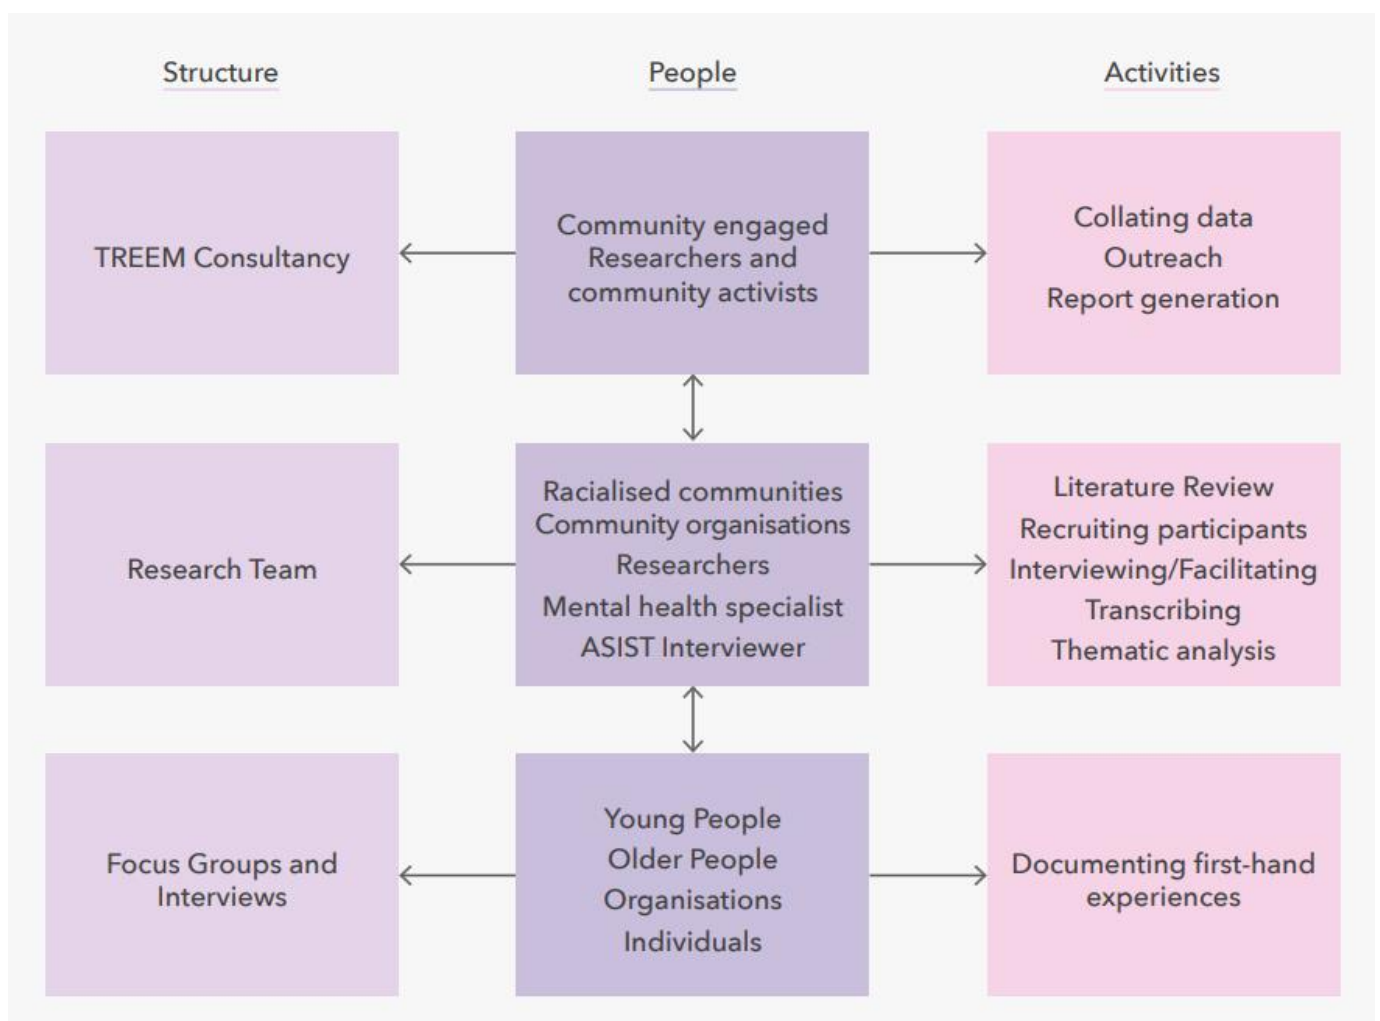 Structure
People
Activities
TREEM Consultancy
Community engaged
Researchers and
community activists
Collating data
Outreach
Report generation
Research Team
Racialised communities
Community organisations
Researchers
Mental health specialist
ASIST Interviewer
Literature Review
Recruiting participants
Interviewing/Facilitating
Transcribing
Thematic analysis
Focus Groups and
Interviews
Young People
Older People
Organisations
Individuals
Documenting first-hand
experiences